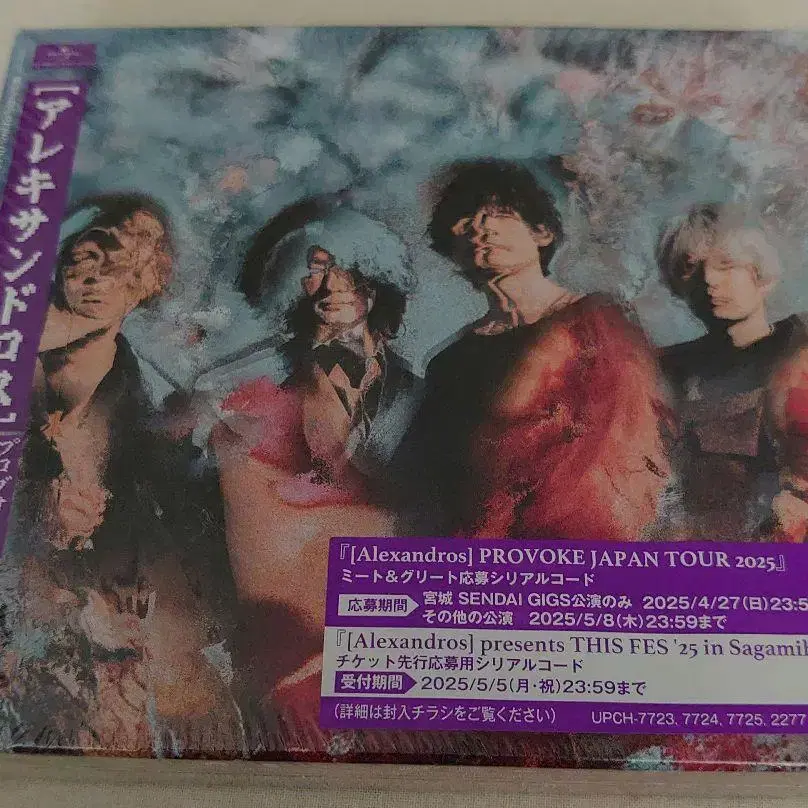 [アレキサンドロス]
プロヴォ
『[Alexandros] PROVOKE JAPAN TOUR 2025』
ミート&グリート応募シリアルコード
応募期間 宮城 SENDAI GIGS公演のみ 2025/4/27(日)23:5
その他の公演 2025/5/8(木)23:59まで
『[Alexandros] presents THIS FES '25 in Sagamih
チケット先行応募用シリアルコード
受付期間 2025/5/5(月・祝)23:59まで
(詳細は封入チラシをご覧ください) UPCH-7723, 7724, 7725, 2277